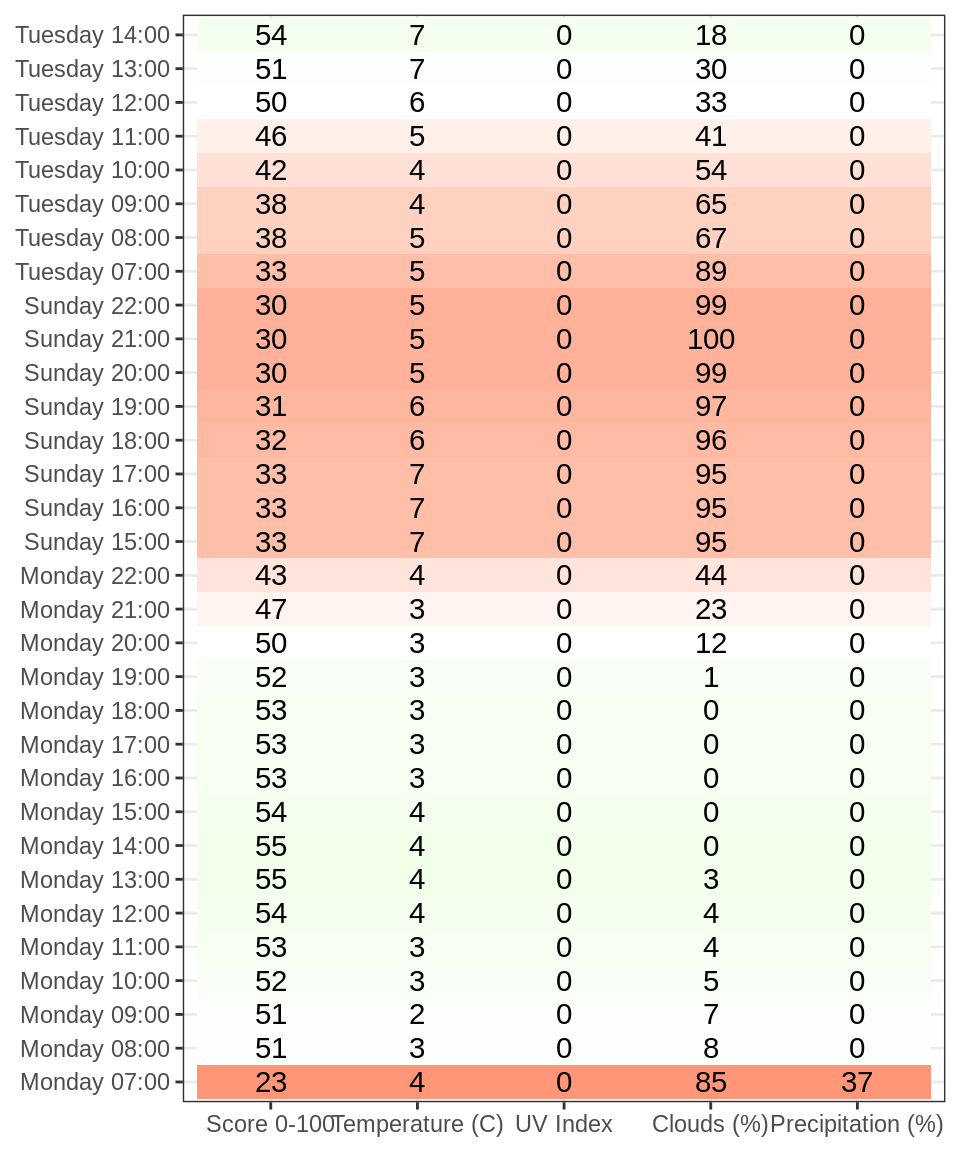 Tuesday 14:00 54 7 0 18 0
Tuesday 13:00 51 7 0 30 0
Tuesday 12:00 50 6 0 33 0
Tuesday 11:00 46 5 0 41 0
Tuesday 10:00 42 4 0 54 0
Tuesday 09:00 38 4 0 65 0
Tuesday 08:00 38 5 0 67 0
Tuesday 07:00 33 5 0 89 0
Sunday 22:00 30 5 0 99 0
Sunday 21:00 30 5 0 100 0
Sunday 20:00 30 5 0 99 0
Sunday 19:00 31 6 0 97 0
Sunday 18:00 32 6 0 96 0
Sunday 17:00 33 7 0 95 0
Sunday 16:00 33 7 0 95 0
Sunday 15:00 33 7 0 95 0
Monday 22:00 43 4 0 44 0
Monday 21:00 47 3 0 23 0
Monday 20:00 50 3 0 12 0
Monday 19:00 52 3 0 1 0
Monday 18:00 53 3 0 0 0
Monday 17:00 53 3 0 0 0
Monday 16:00 53 3 0 0 0
Monday 15:00 54 4 0 0 0
Monday 14:00 55 4 0 0 0
Monday 13:00 55 4 0 3 0
Monday 12:00 54 4 0 4 0
Monday 11:00 53 3 0 4 0
Monday 10:00 52 3 0 5 0
Monday 09:00 51 2 0 7 0
Monday 08:00 51 3 0 8 0
Monday 07:00 23 4 0 85 37
Score 0-100 Temperature (C) UV Index Clouds (%) Precipitation (%)